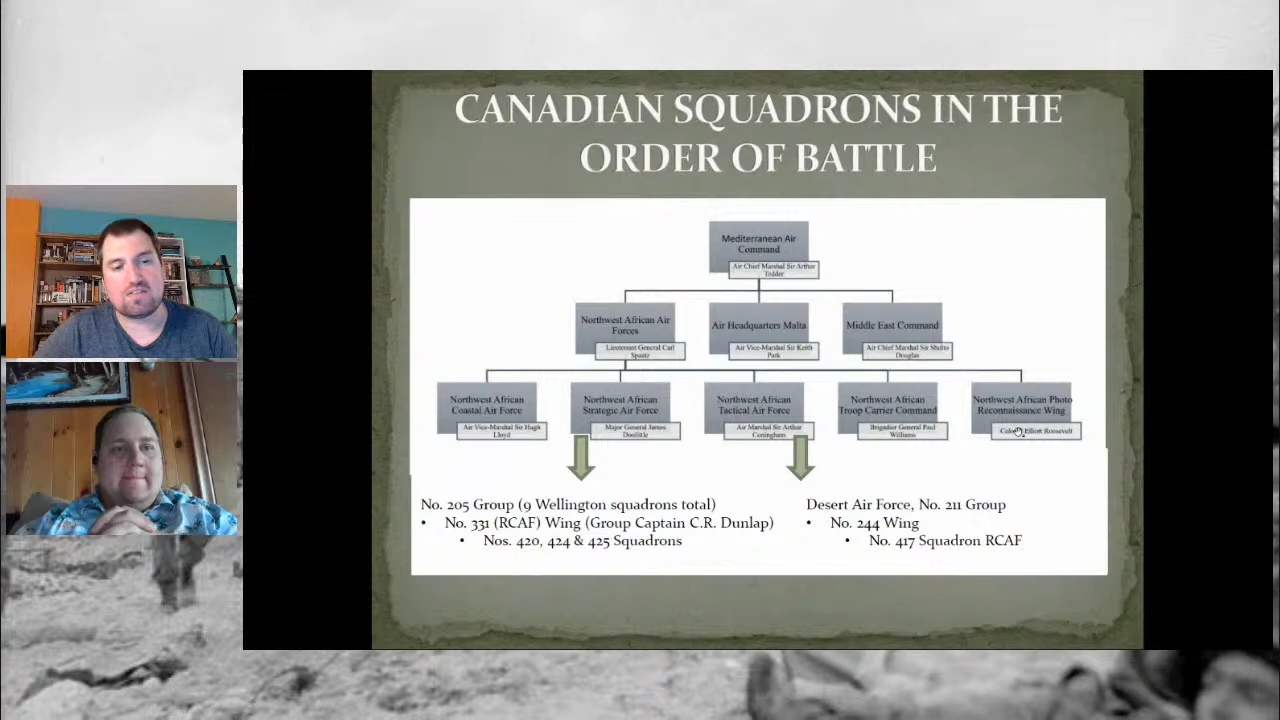 CANADIAN SQUADRONS IN THE
ORDER OF BATTLE
Mediterranean Air
Command
Air Chief Marshal Sir Arthur
Tedder
Northwest African Air
Forces
Lieutenant General Carl
Spaatz
Air Headquarters Malta
Air Vice-Marshal Sir Keith
Park
Middle East Command
Air Chief Marshal Sir Sholto
Douglas
Northwest African
Coastal Air Force
Air Vice-Marshal Sir Hugh
Lloyd
Northwest African
Strategic Air Force
Major General James
Doolittle
Northwest African
Tactical Air Force
Air Marshal Sir Arthur
Coningham
Northwest African
Troop Carrier Command
Brigadier General Paul
Williams
Northwest African Photo
Reconnaissance Wing
Colonel Elliott Roosevelt
No. 205 Group (9 Wellington squadrons total)
• No. 331 (RCAF) Wing (Group Captain C.R. Dunlap)
• Nos. 420, 424 & 425 Squadrons
Desert Air Force, No. 211 Group
• No. 244 Wing
• No. 417 Squadron RCAF